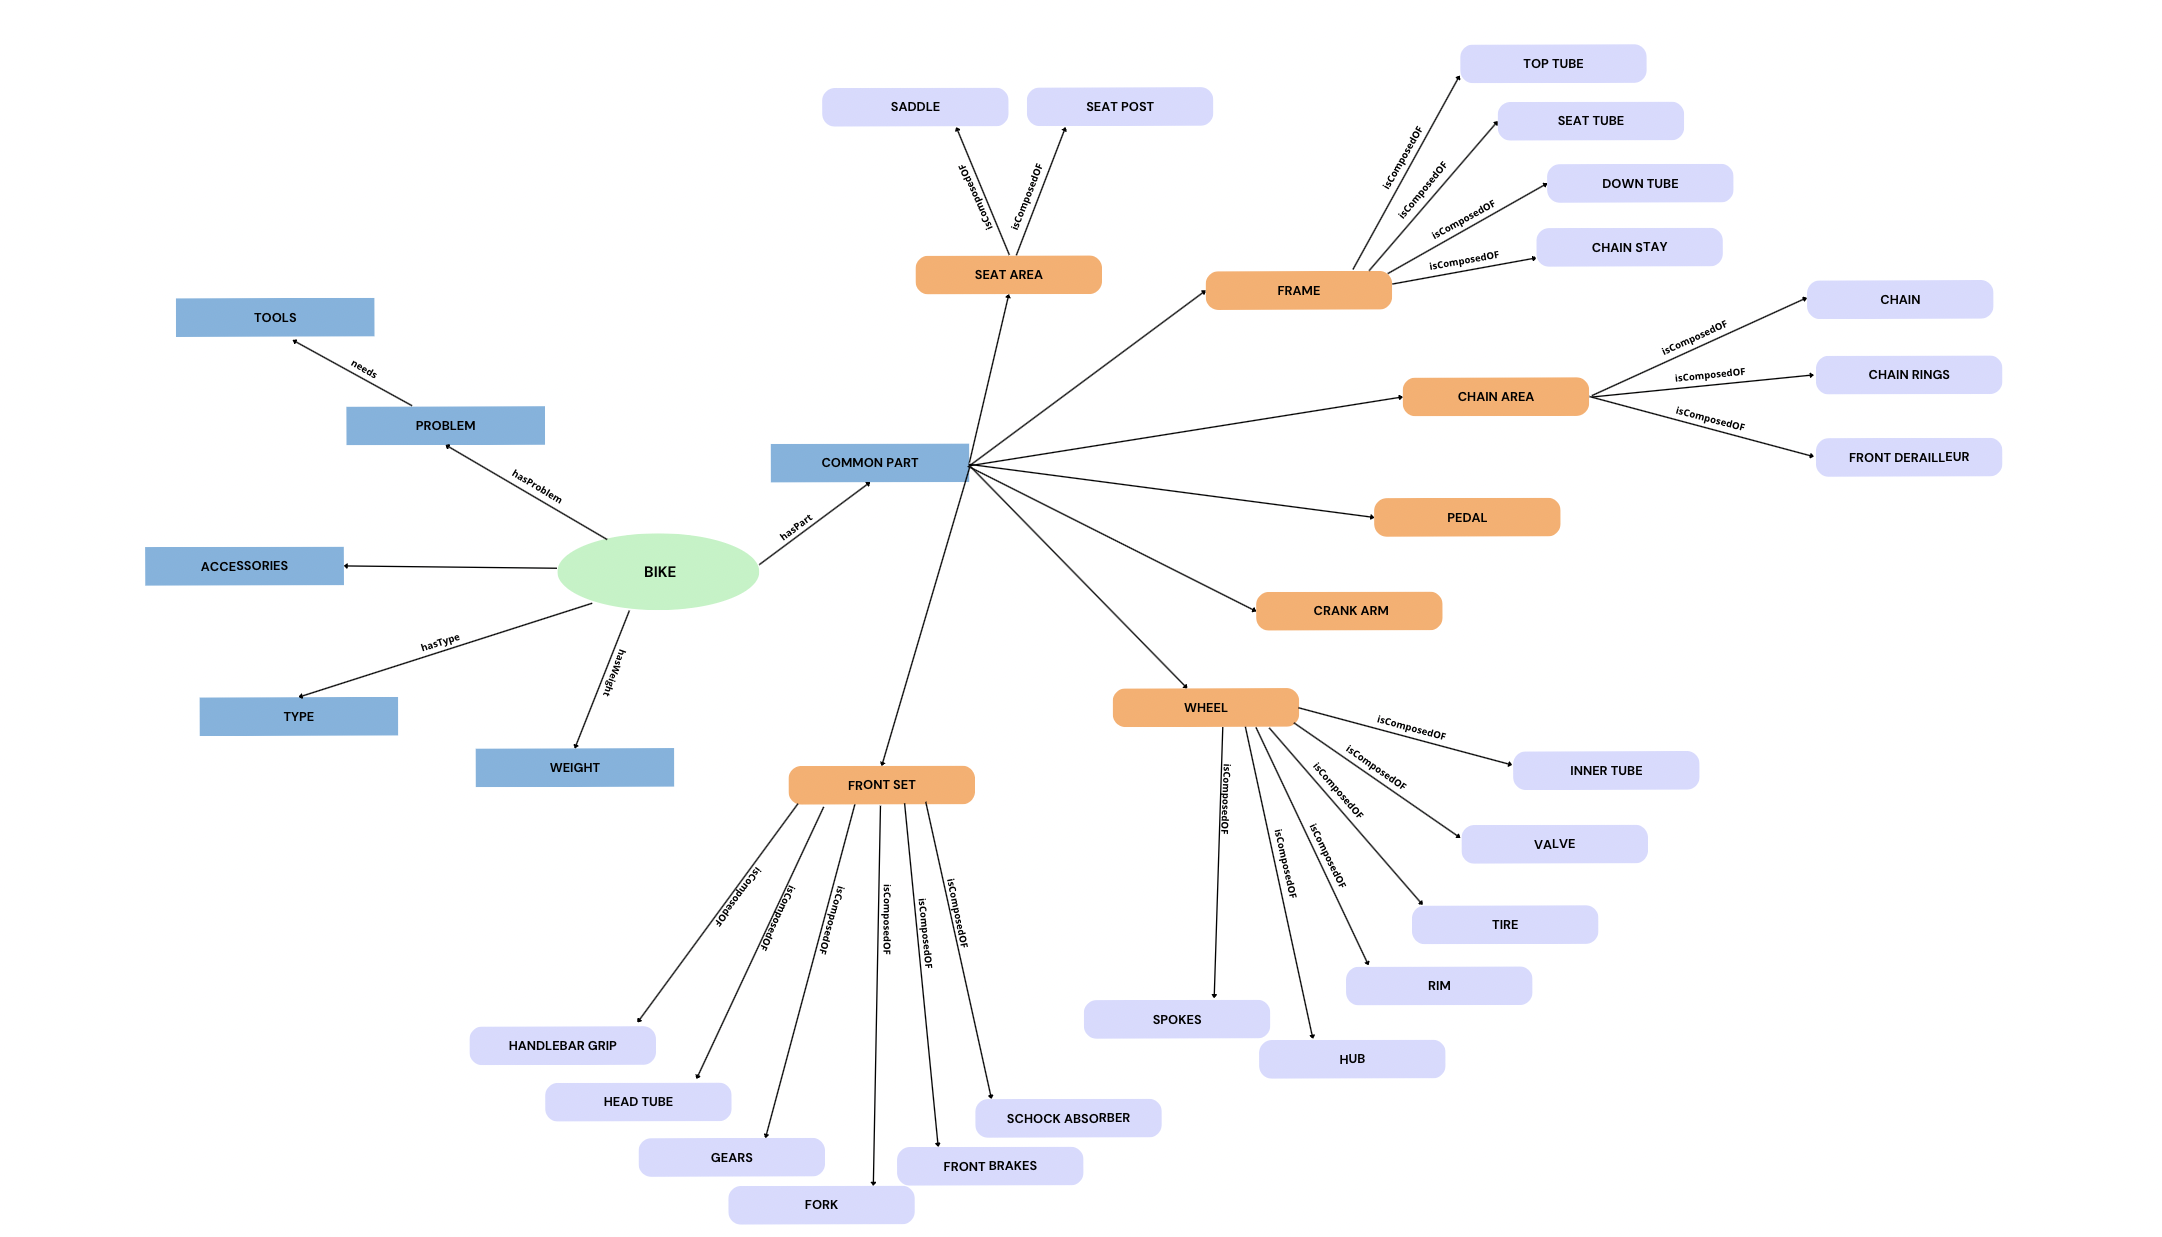 TOP TUBE
SADDLE
SEAT POST
SEAT TUBE
isComposedOF
isComposedOF
isComposedOF
isComposedOF
DOWN TUBE
isComposedOF
CHAIN STAY
isComposedOF
SEAT AREA
FRAME
CHAIN
TOOLS
isComposedOF
needs
CHAIN RINGS
isComposedOF
CHAIN AREA
isComposedOF
PROBLEM
COMMON PART
FRONT DERAILLEUR
hasProblem
hasPart
PEDAL
ACCESSORIES
BIKE
CRANK ARM
hasType
hasWeight
TYPE
WHEEL
isComposedOF
WEIGHT
isComposedOF
INNER TUBE
FRONT SET
isComposedOF
isComposedOF
VALVE
isComposedOF
isComposedOF
isComposedOF
isComposedOF
isComposedOF
isComposedOF
isComposedOF
isComposedOF
TIRE
RIM
SPOKES
HANDLEBAR GRIP
HUB
HEAD TUBE
SCHOCK ABSORBER
GEARS
FRONT BRAKES
FORK